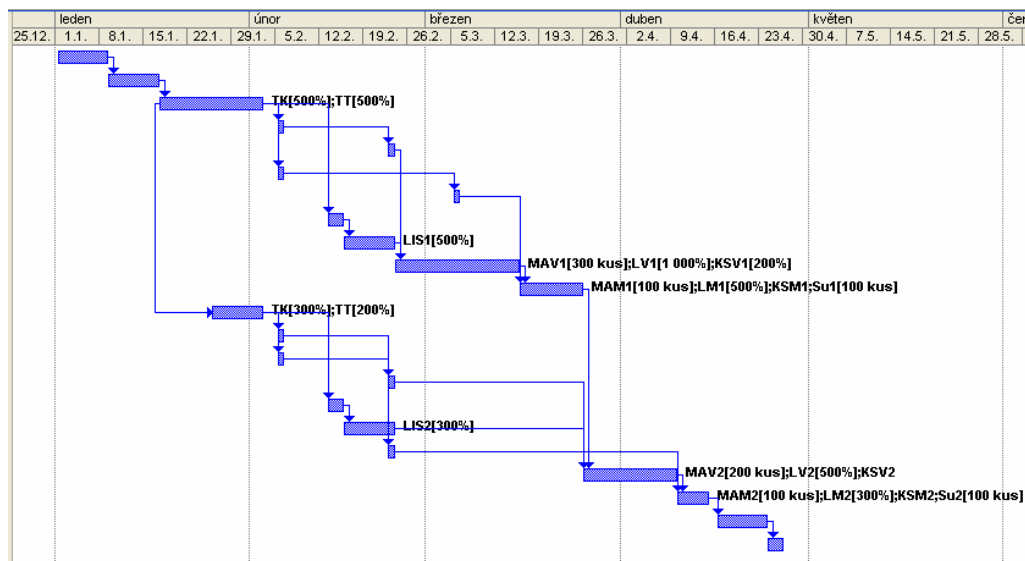 leden únor březen duben květen čer
25.12. 1.1. 8.1. 15.1. 22.1. 29.1. 5.2. 12.2. 19.2. 26.2. 5.3. 12.3. 19.3. 26.3. 2.4. 9.4. 16.4. 23.4. 30.4. 7.5. 14.5. 21.5. 28.5.
TK[500%];TT[500%]
LIS1[500%]
MAV1[300 kus];LV1[1 000%];KSV1[200%]
MAM1[100 kus];LM1[500%];KSM1;Su1[100 kus]
TK[300%];TT[200%]
LIS2[300%]
MAV2[200 kus];LV2[500%];KSV2
MAM2[100 kus];LM2[300%];KSM2;Su2[100 kus]